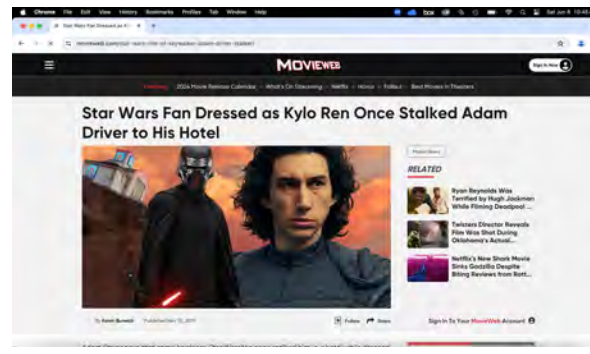 Chrome File Edit View History Bookmarks Profiles Tab Window Help
box
Sat Jun 8
MOVIEWEB
Sign In Now
2024 Movie Release Calendar What's On Streaming Netflix Horror Fallout Best Movies in Theaters
Star Wars Fan Dressed as Kylo Ren Once Stalked Adam
Driver to His Hotel
Movie News
RELATED
Ryan Reynolds Was
Terrified by Hugh Jackman
While Filming Deadpool ...
Twisters Director Reveals
Film Was Shot During
Oklahoma's Actual...
Netflix's New Shark Movie
Sinks Godzilla Despite
Biting Reviews from Rott...
Follow Share
Sign In To Your MovieWeb Account